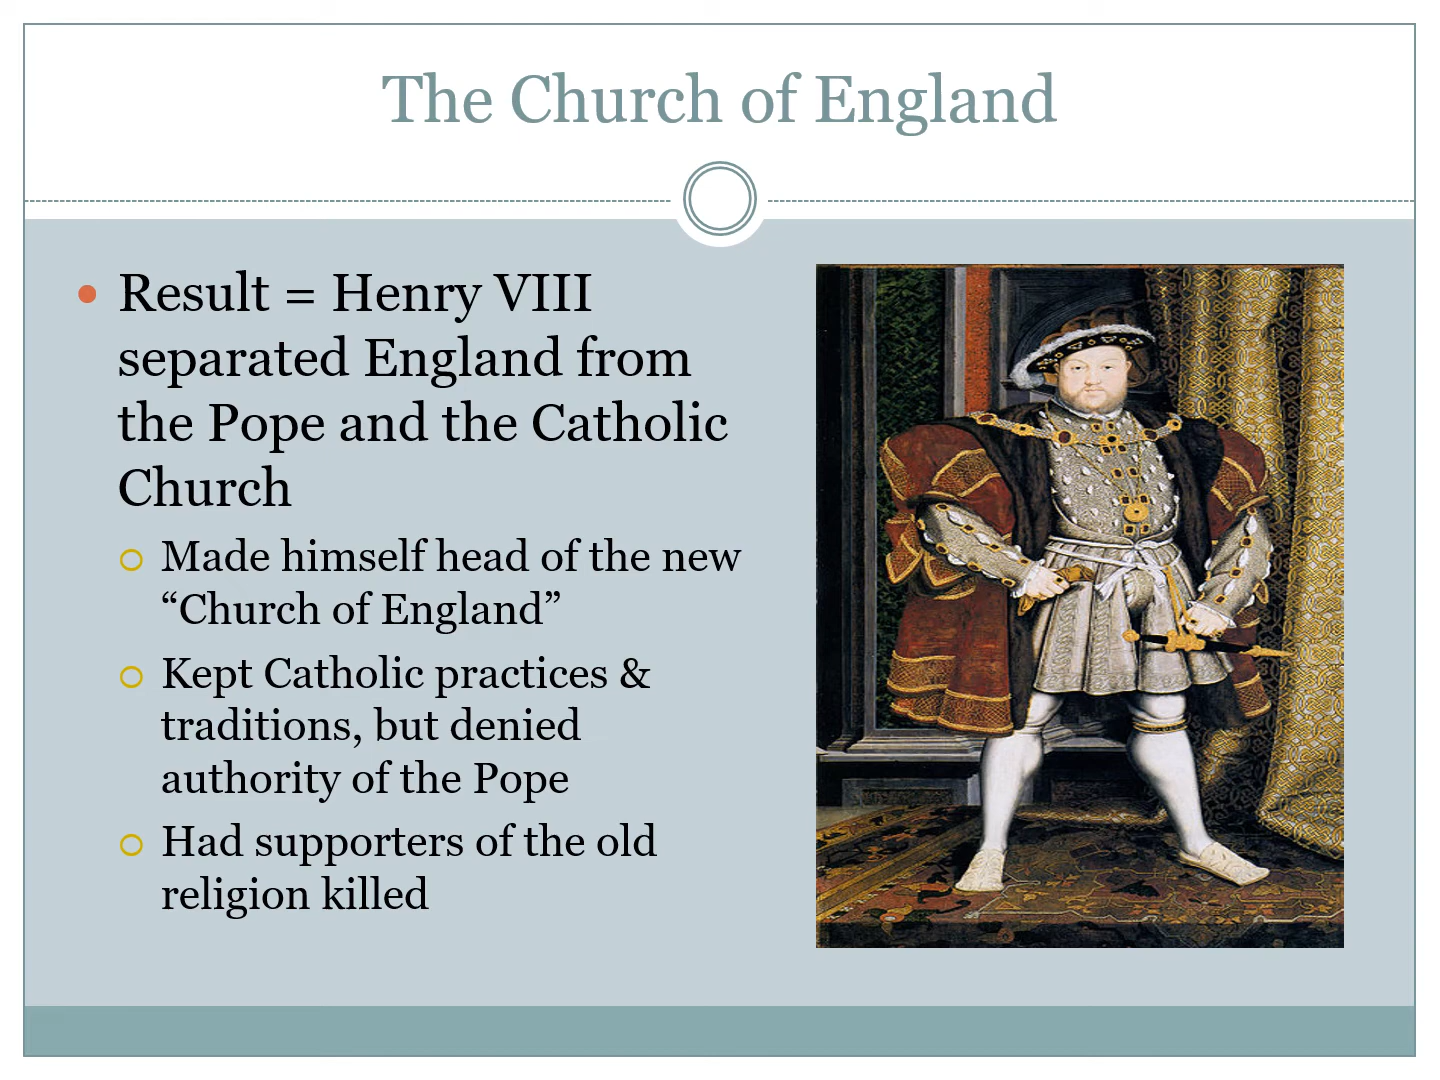 The Church of England
• Result = Henry VIII
separated England from
the Pope and the Catholic
Church
○ Made himself head of the new
“Church of England”
○ Kept Catholic practices &
traditions, but denied
authority of the Pope
○ Had supporters of the old
religion killed